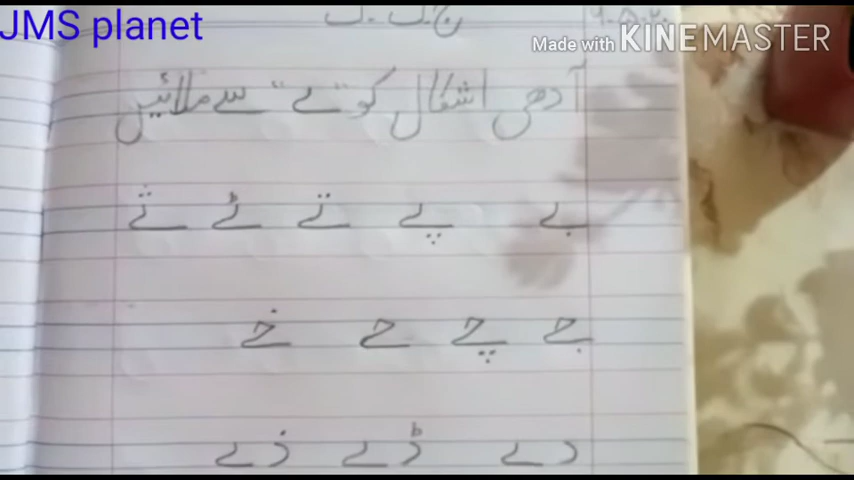 JMS planet
Made with KINEMASTER
آدھی اشکال کو "ے" سے ملائیں
بے پے تے ٹے ثے
جے چے حے خے
دے ڈے ذے